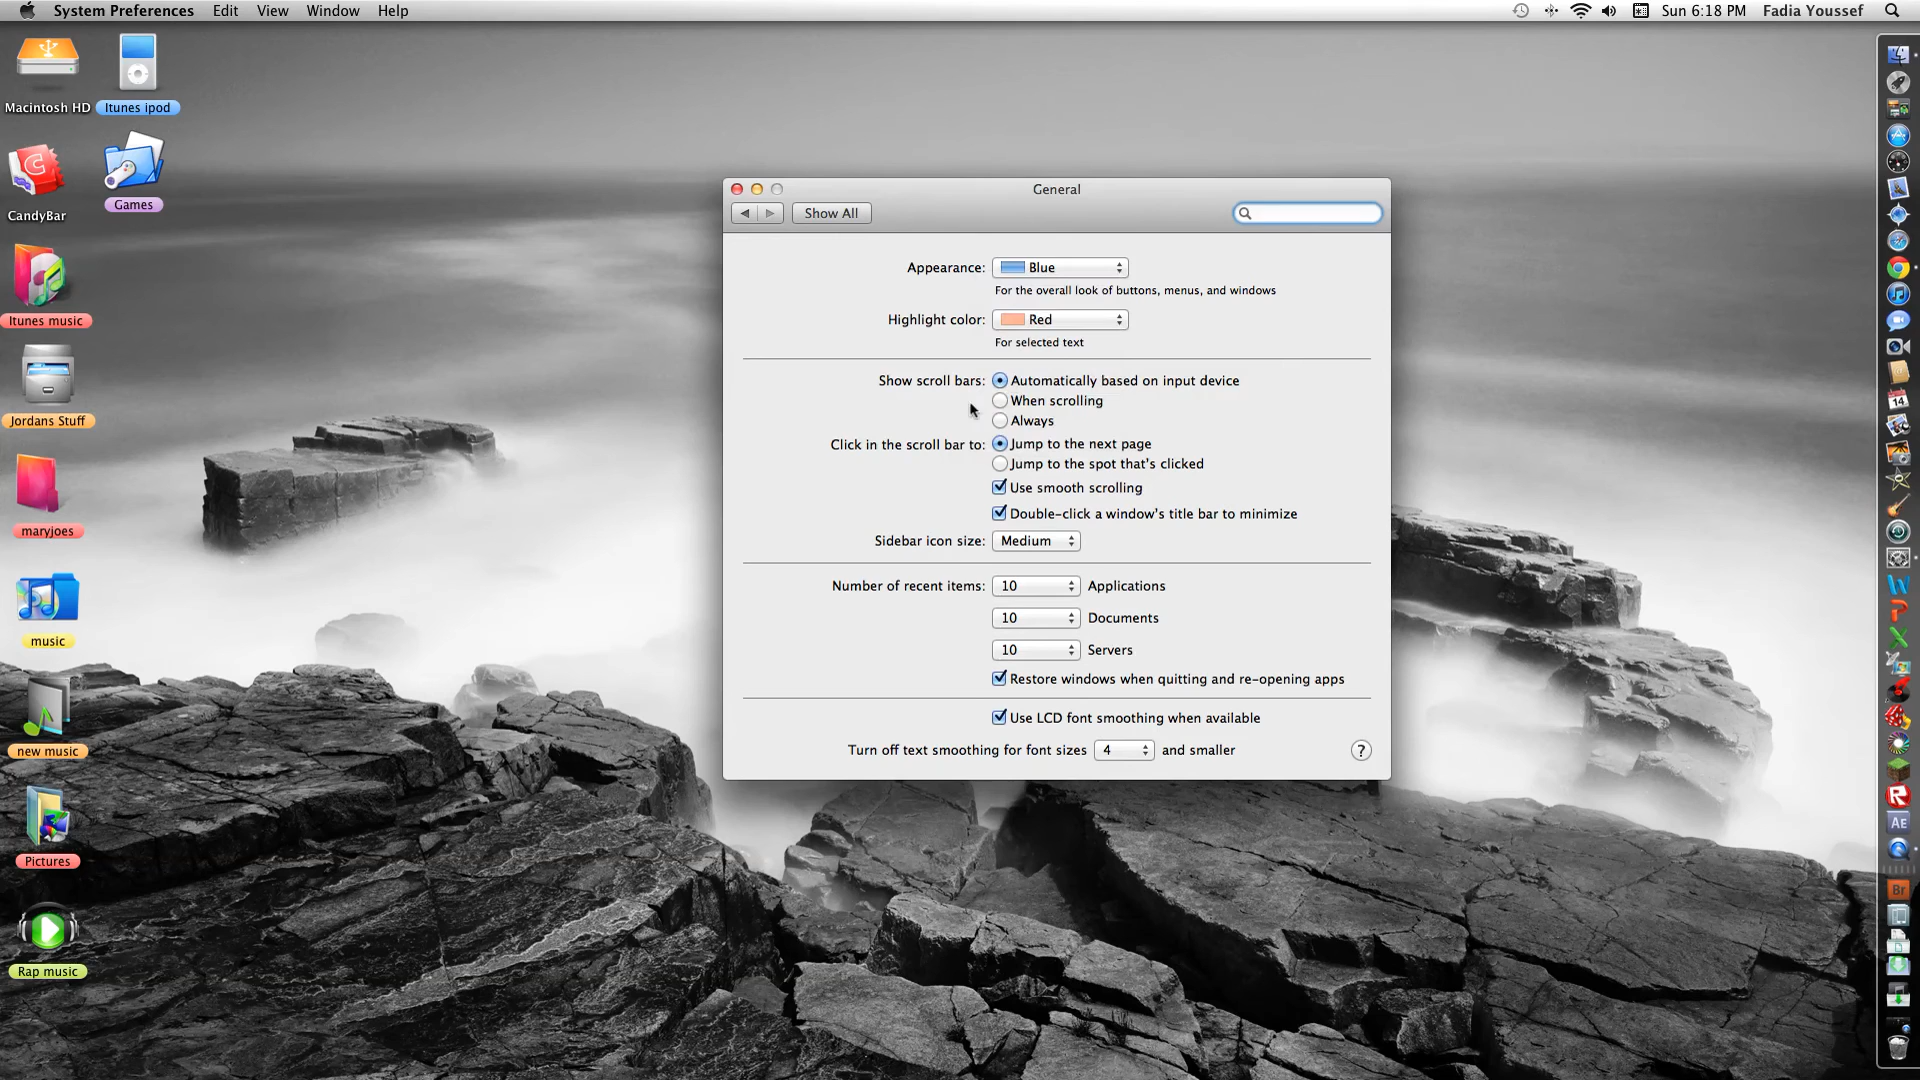 System Preferences Edit View Window Help
Sun 6:18 PM Fadia Youssef
Macintosh HD
Itunes ipod
CandyBar
Games
Itunes music
Jordans Stuff
maryjoes
music
new music
Pictures
Rap music
General
Show All
Appearance: Blue
For the overall look of buttons, menus, and windows
Highlight color: Red
For selected text
Show scroll bars: Automatically based on input device
When scrolling
Always
Click in the scroll bar to: Jump to the next page
Jump to the spot that's clicked
Use smooth scrolling
Double-click a window's title bar to minimize
Sidebar icon size: Medium
Number of recent items: 10 Applications
10 Documents
10 Servers
Restore windows when quitting and re-opening apps
Use LCD font smoothing when available
Turn off text smoothing for font sizes 4 and smaller
?
14
W
P
X
R
AE
Br